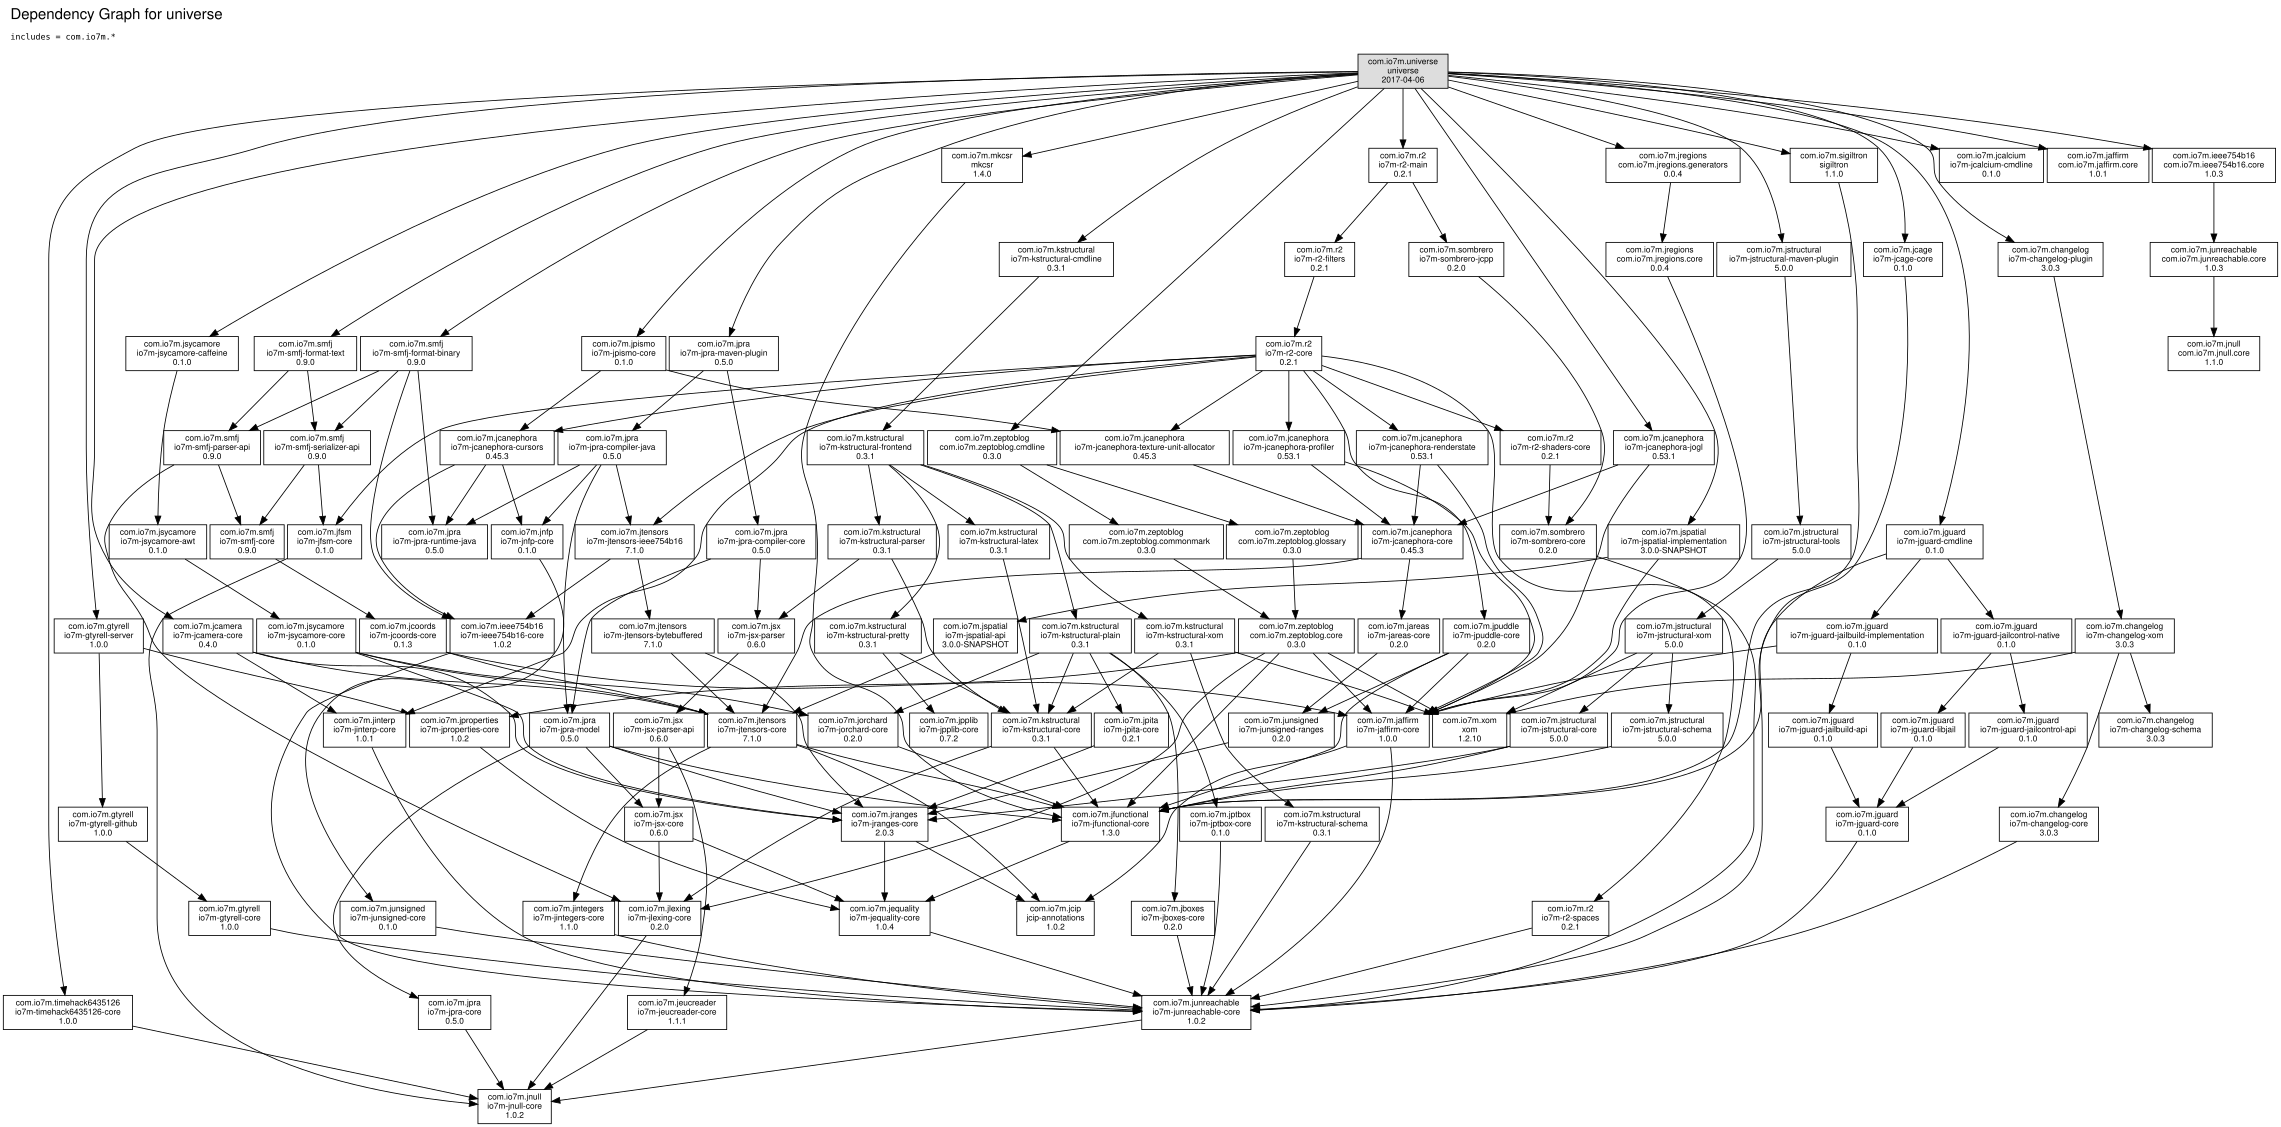 Dependency Graph for universe
includes = com.io7m.*
com.io7m.universe
universe
2017-04-06
com.io7m.mkcsr
mkcsr
1.4.0
com.io7m.r2
io7m-r2-main
0.2.1
com.io7m.jregions
com.io7m.jregions.generators
0.0.4
com.io7m.sigiltron
sigiltron
1.1.0
com.io7m.jcalcium
io7m-jcalcium-cmdline
0.1.0
com.io7m.jaffirm
com.io7m.jaffirm.core
1.0.1
com.io7m.ieee754b16
com.io7m.ieee754b16.core
1.0.3
com.io7m.kstructural
io7m-kstructural-cmdline
0.3.1
com.io7m.r2
io7m-r2-filters
0.2.1
com.io7m.sombrero
io7m-sombrero-jcpp
0.2.0
com.io7m.jregions
com.io7m.jregions.core
0.0.4
com.io7m.jstructural
io7m-jstructural-maven-plugin
5.0.0
com.io7m.jcage
io7m-jcage-core
0.1.0
com.io7m.changelog
io7m-changelog-plugin
3.0.3
com.io7m.junreachable
com.io7m.junreachable.core
1.0.3
com.io7m.jsycamore
io7m-jsycamore-caffeine
0.1.0
com.io7m.smfj
io7m-smfj-format-text
0.9.0
com.io7m.smfj
io7m-smfj-format-binary
0.9.0
com.io7m.jpismo
io7m-jpismo-core
0.1.0
com.io7m.jpra
io7m-jpra-maven-plugin
0.5.0
com.io7m.r2
io7m-r2-core
0.2.1
com.io7m.jnull
com.io7m.jnull.core
1.1.0
com.io7m.smfj
io7m-smfj-parser-api
0.9.0
com.io7m.smfj
io7m-smfj-serializer-api
0.9.0
com.io7m.jcanephora
io7m-jcanephora-cursors
0.45.3
com.io7m.jpra
io7m-jpra-compiler-java
0.5.0
com.io7m.kstructural
io7m-kstructural-frontend
0.3.1
com.io7m.zeptoblog
com.io7m.zeptoblog.cmdline
0.3.0
com.io7m.jcanephora
io7m-jcanephora-texture-unit-allocator
0.45.3
com.io7m.jcanephora
io7m-jcanephora-profiler
0.53.1
com.io7m.jcanephora
io7m-jcanephora-renderstate
0.53.1
com.io7m.r2
io7m-r2-shaders-core
0.2.1
com.io7m.jcanephora
io7m-jcanephora-jogl
0.53.1
com.io7m.jsycamore
io7m-jsycamore-awt
0.1.0
com.io7m.smfj
io7m-smfj-core
0.9.0
com.io7m.jfsm
io7m-jfsm-core
0.1.0
com.io7m.jpra
io7m-jpra-runtime-java
0.5.0
com.io7m.jnfp
io7m-jnfp-core
0.1.0
com.io7m.jtensors
io7m-jtensors-ieee754b16
7.1.0
com.io7m.jpra
io7m-jpra-compiler-core
0.5.0
com.io7m.kstructural
io7m-kstructural-parser
0.3.1
com.io7m.kstructural
io7m-kstructural-latex
0.3.1
com.io7m.zeptoblog
com.io7m.zeptoblog.commonmark
0.3.0
com.io7m.zeptoblog
com.io7m.zeptoblog.glossary
0.3.0
com.io7m.jcanephora
io7m-jcanephora-core
0.45.3
com.io7m.sombrero
io7m-sombrero-core
0.2.0
com.io7m.jspatial
io7m-jspatial-implementation
3.0.0-SNAPSHOT
com.io7m.jstructural
io7m-jstructural-tools
5.0.0
com.io7m.jguard
io7m-jguard-cmdline
0.1.0
com.io7m.gtyrell
io7m-gtyrell-server
1.0.0
com.io7m.jcamera
io7m-jcamera-core
0.4.0
com.io7m.jsycamore
io7m-jsycamore-core
0.1.0
com.io7m.jcoords
io7m-jcoords-core
0.1.3
com.io7m.ieee754b16
io7m-ieee754b16-core
1.0.2
com.io7m.jtensors
io7m-jtensors-bytebuffered
7.1.0
com.io7m.jsx
io7m-jsx-parser
0.6.0
com.io7m.kstructural
io7m-kstructural-pretty
0.3.1
com.io7m.jspatial
io7m-jspatial-api
3.0.0-SNAPSHOT
com.io7m.kstructural
io7m-kstructural-plain
0.3.1
com.io7m.kstructural
io7m-kstructural-xom
0.3.1
com.io7m.zeptoblog
com.io7m.zeptoblog.core
0.3.0
com.io7m.jareas
io7m-jareas-core
0.2.0
com.io7m.jpuddle
io7m-jpuddle-core
0.2.0
com.io7m.jstructural
io7m-jstructural-xom
5.0.0
com.io7m.jguard
io7m-jguard-jailbuild-implementation
0.1.0
com.io7m.jguard
io7m-jguard-jailcontrol-native
0.1.0
com.io7m.changelog
io7m-changelog-xom
3.0.3
com.io7m.jinterp
io7m-jinterp-core
1.0.1
com.io7m.jproperties
io7m-jproperties-core
1.0.2
com.io7m.jpra
io7m-jpra-model
0.5.0
com.io7m.jsx
io7m-jsx-parser-api
0.6.0
com.io7m.jtensors
io7m-jtensors-core
7.1.0
com.io7m.jorchard
io7m-jorchard-core
0.2.0
com.io7m.jpplib
io7m-jpplib-core
0.7.2
com.io7m.kstructural
io7m-kstructural-core
0.3.1
com.io7m.jpita
io7m-jpita-core
0.2.1
com.io7m.junsigned
io7m-junsigned-ranges
0.2.0
com.io7m.jaffirm
io7m-jaffirm-core
1.0.0
com.io7m.xom
xom
1.2.10
com.io7m.jstructural
io7m-jstructural-core
5.0.0
com.io7m.jstructural
io7m-jstructural-schema
5.0.0
com.io7m.jguard
io7m-jguard-jailbuild-api
0.1.0
com.io7m.jguard
io7m-jguard-libjail
0.1.0
com.io7m.jguard
io7m-jguard-jailcontrol-api
0.1.0
com.io7m.changelog
io7m-changelog-schema
3.0.3
com.io7m.gtyrell
io7m-gtyrell-github
1.0.0
com.io7m.jsx
io7m-jsx-core
0.6.0
com.io7m.jranges
io7m-jranges-core
2.0.3
com.io7m.jfunctional
io7m-jfunctional-core
1.3.0
com.io7m.jptbox
io7m-jptbox-core
0.1.0
com.io7m.kstructural
io7m-kstructural-schema
0.3.1
com.io7m.jguard
io7m-jguard-core
0.1.0
com.io7m.changelog
io7m-changelog-core
3.0.3
com.io7m.gtyrell
io7m-gtyrell-core
1.0.0
com.io7m.junsigned
io7m-junsigned-core
0.1.0
com.io7m.jintegers
io7m-jintegers-core
1.1.0
com.io7m.jlexing
io7m-jlexing-core
0.2.0
com.io7m.jequality
io7m-jequality-core
1.0.4
com.io7m.jcip
jcip-annotations
1.0.2
com.io7m.jboxes
io7m-jboxes-core
0.2.0
com.io7m.r2
io7m-r2-spaces
0.2.1
com.io7m.timehack6435126
io7m-timehack6435126-core
1.0.0
com.io7m.jpra
io7m-jpra-core
0.5.0
com.io7m.jeucreader
io7m-jeucreader-core
1.1.1
com.io7m.junreachable
io7m-junreachable-core
1.0.2
com.io7m.jnull
io7m-jnull-core
1.0.2